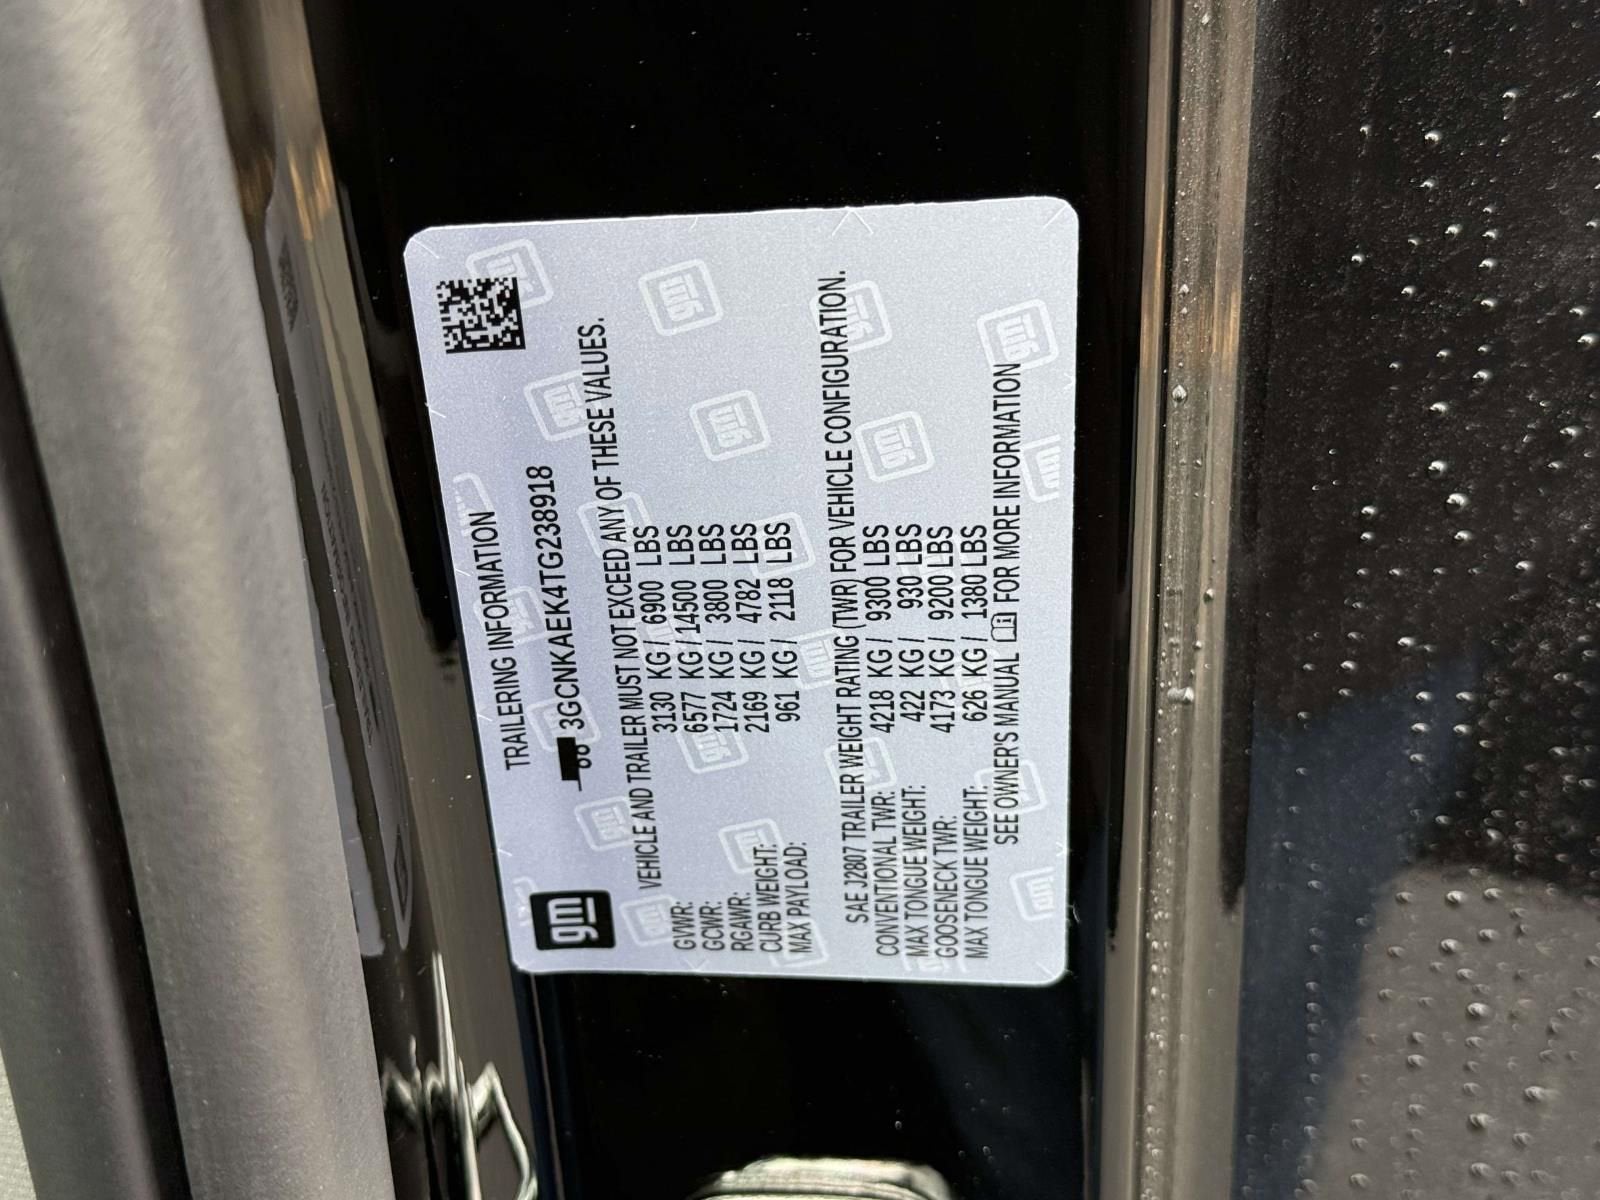 gm
TRAILERING INFORMATION
3GCNKAEK4TG238918
VEHICLE AND TRAILER MUST NOT EXCEED ANY OF THESE VALUES.
GVWR: 3130 KG / 6900 LBS
GCWR: 6577 KG / 14500 LBS
RGAWR: 1724 KG / 3800 LBS
CURB WEIGHT: 2169 KG / 4782 LBS
MAX PAYLOAD: 961 KG / 2118 LBS
SAE J2807 TRAILER WEIGHT RATING (TWR) FOR VEHICLE CONFIGURATION.
CONVENTIONAL TWR: 4218 KG / 9300 LBS
MAX TONGUE WEIGHT: 422 KG / 930 LBS
GOOSENECK TWR: 4173 KG / 9200 LBS
MAX TONGUE WEIGHT: 626 KG / 1380 LBS
SEE OWNER'S MANUAL FOR MORE INFORMATION